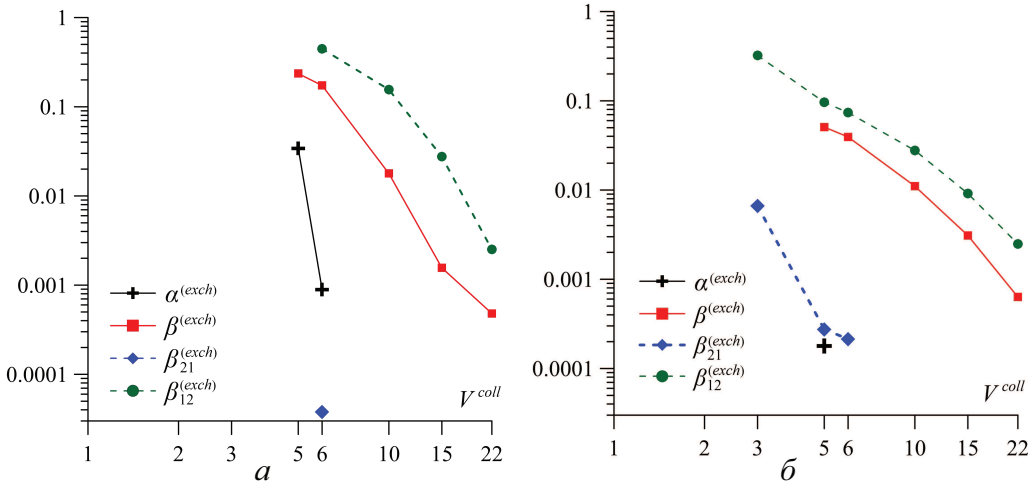 1
0.1
0.01
0.001
0.0001
α^(exch)
β^(exch)
β_21^(exch)
β_12^(exch)
V^coll
1 2 3 5 6 10 15 22
а
1
0.1
0.01
0.001
0.0001
α^(exch)
β^(exch)
β_21^(exch)
β_12^(exch)
V^coll
1 2 3 5 6 10 15 22
б